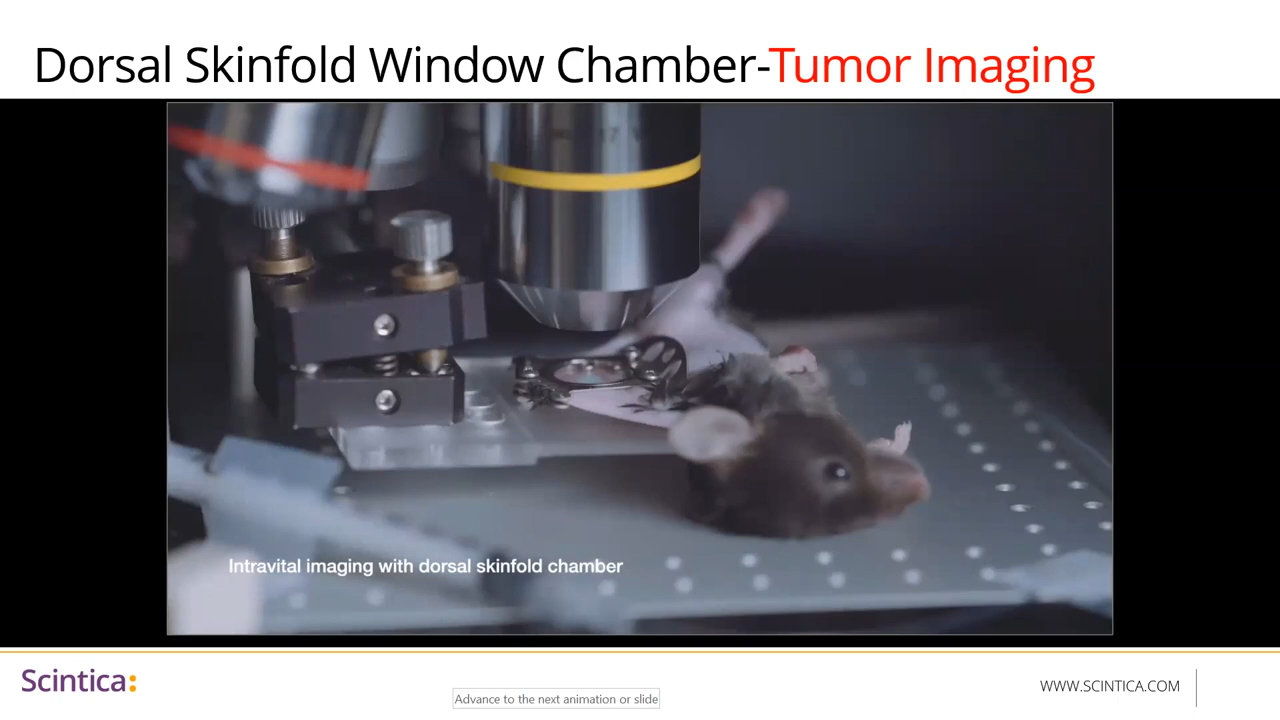 Dorsal Skinfold Window Chamber-Tumor Imaging
Intravital imaging with dorsal skinfold chamber
Scintica:
Advance to the next animation or slide
WWW.SCINTICA.COM